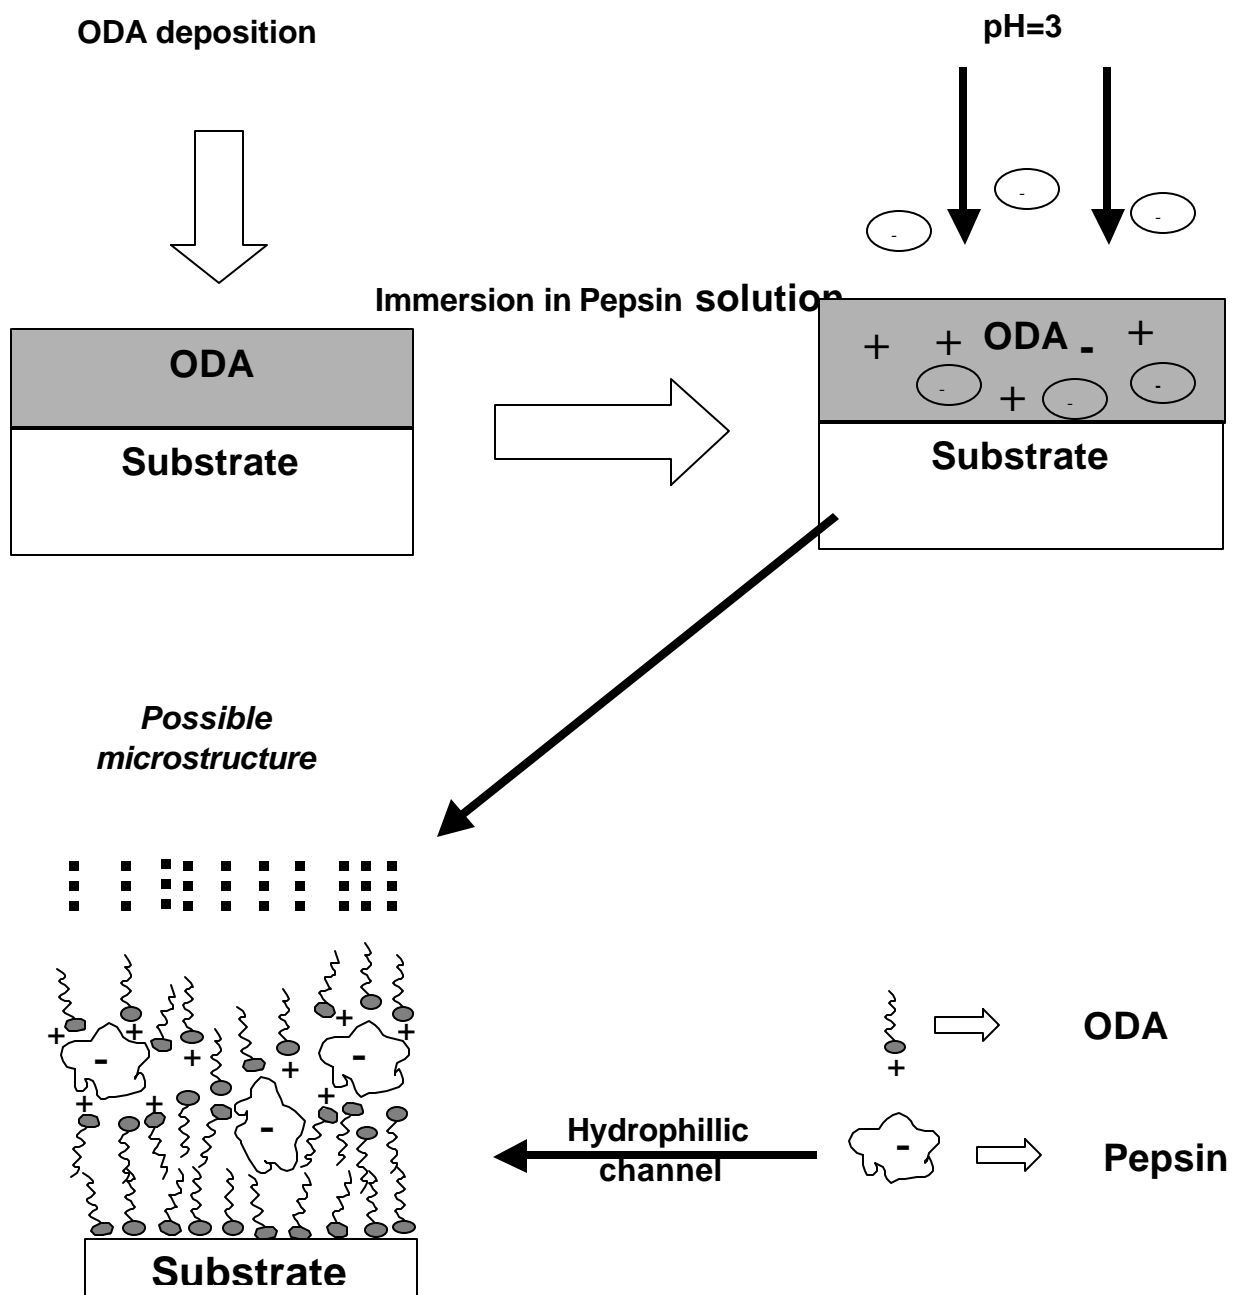 ODA deposition
pH=3
- - -
Immersion in Pepsin solution
ODA
Substrate
+ + ODA - +
- + - -
Substrate
Possible
microstructure
+ + + +
- -
+ +
+ + +
-
Substrate
Hydrophillic
channel
+
ODA
-
Pepsin